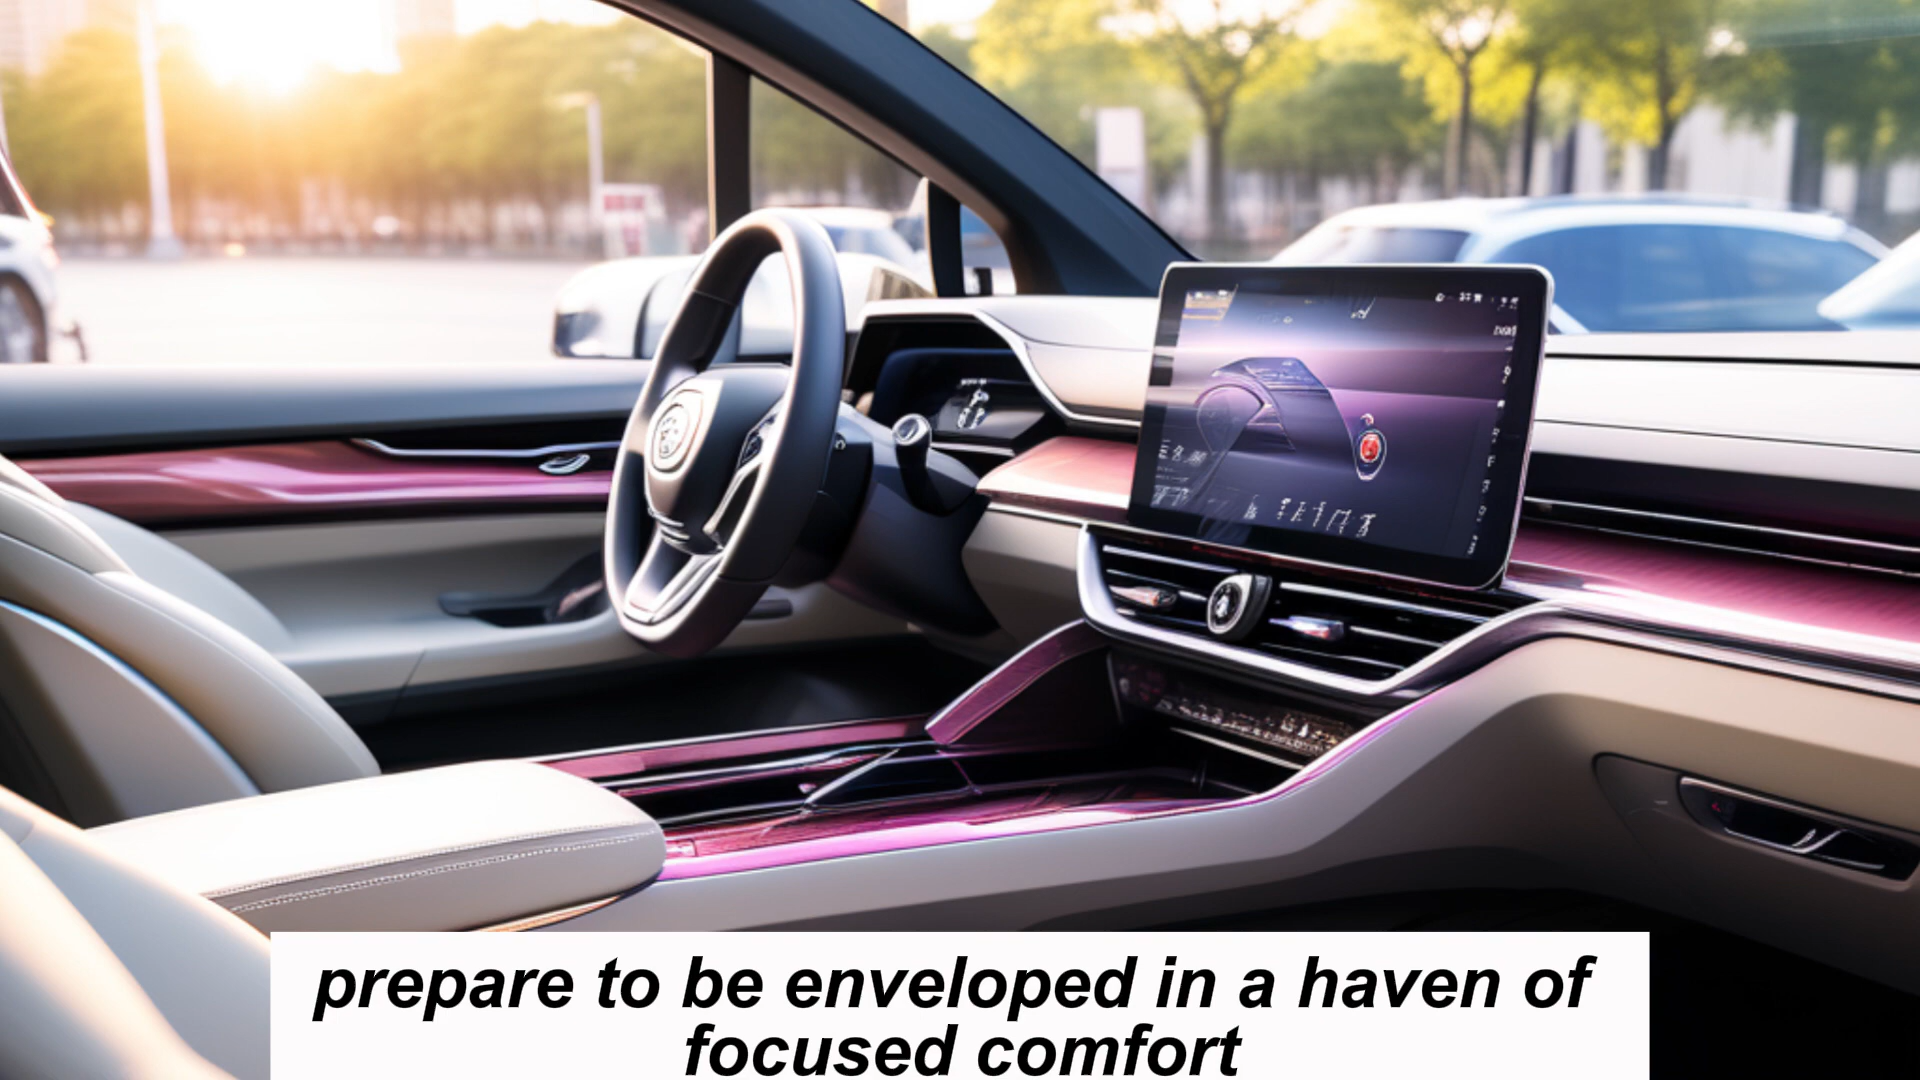 prepare to be enveloped in a haven of
focused comfort